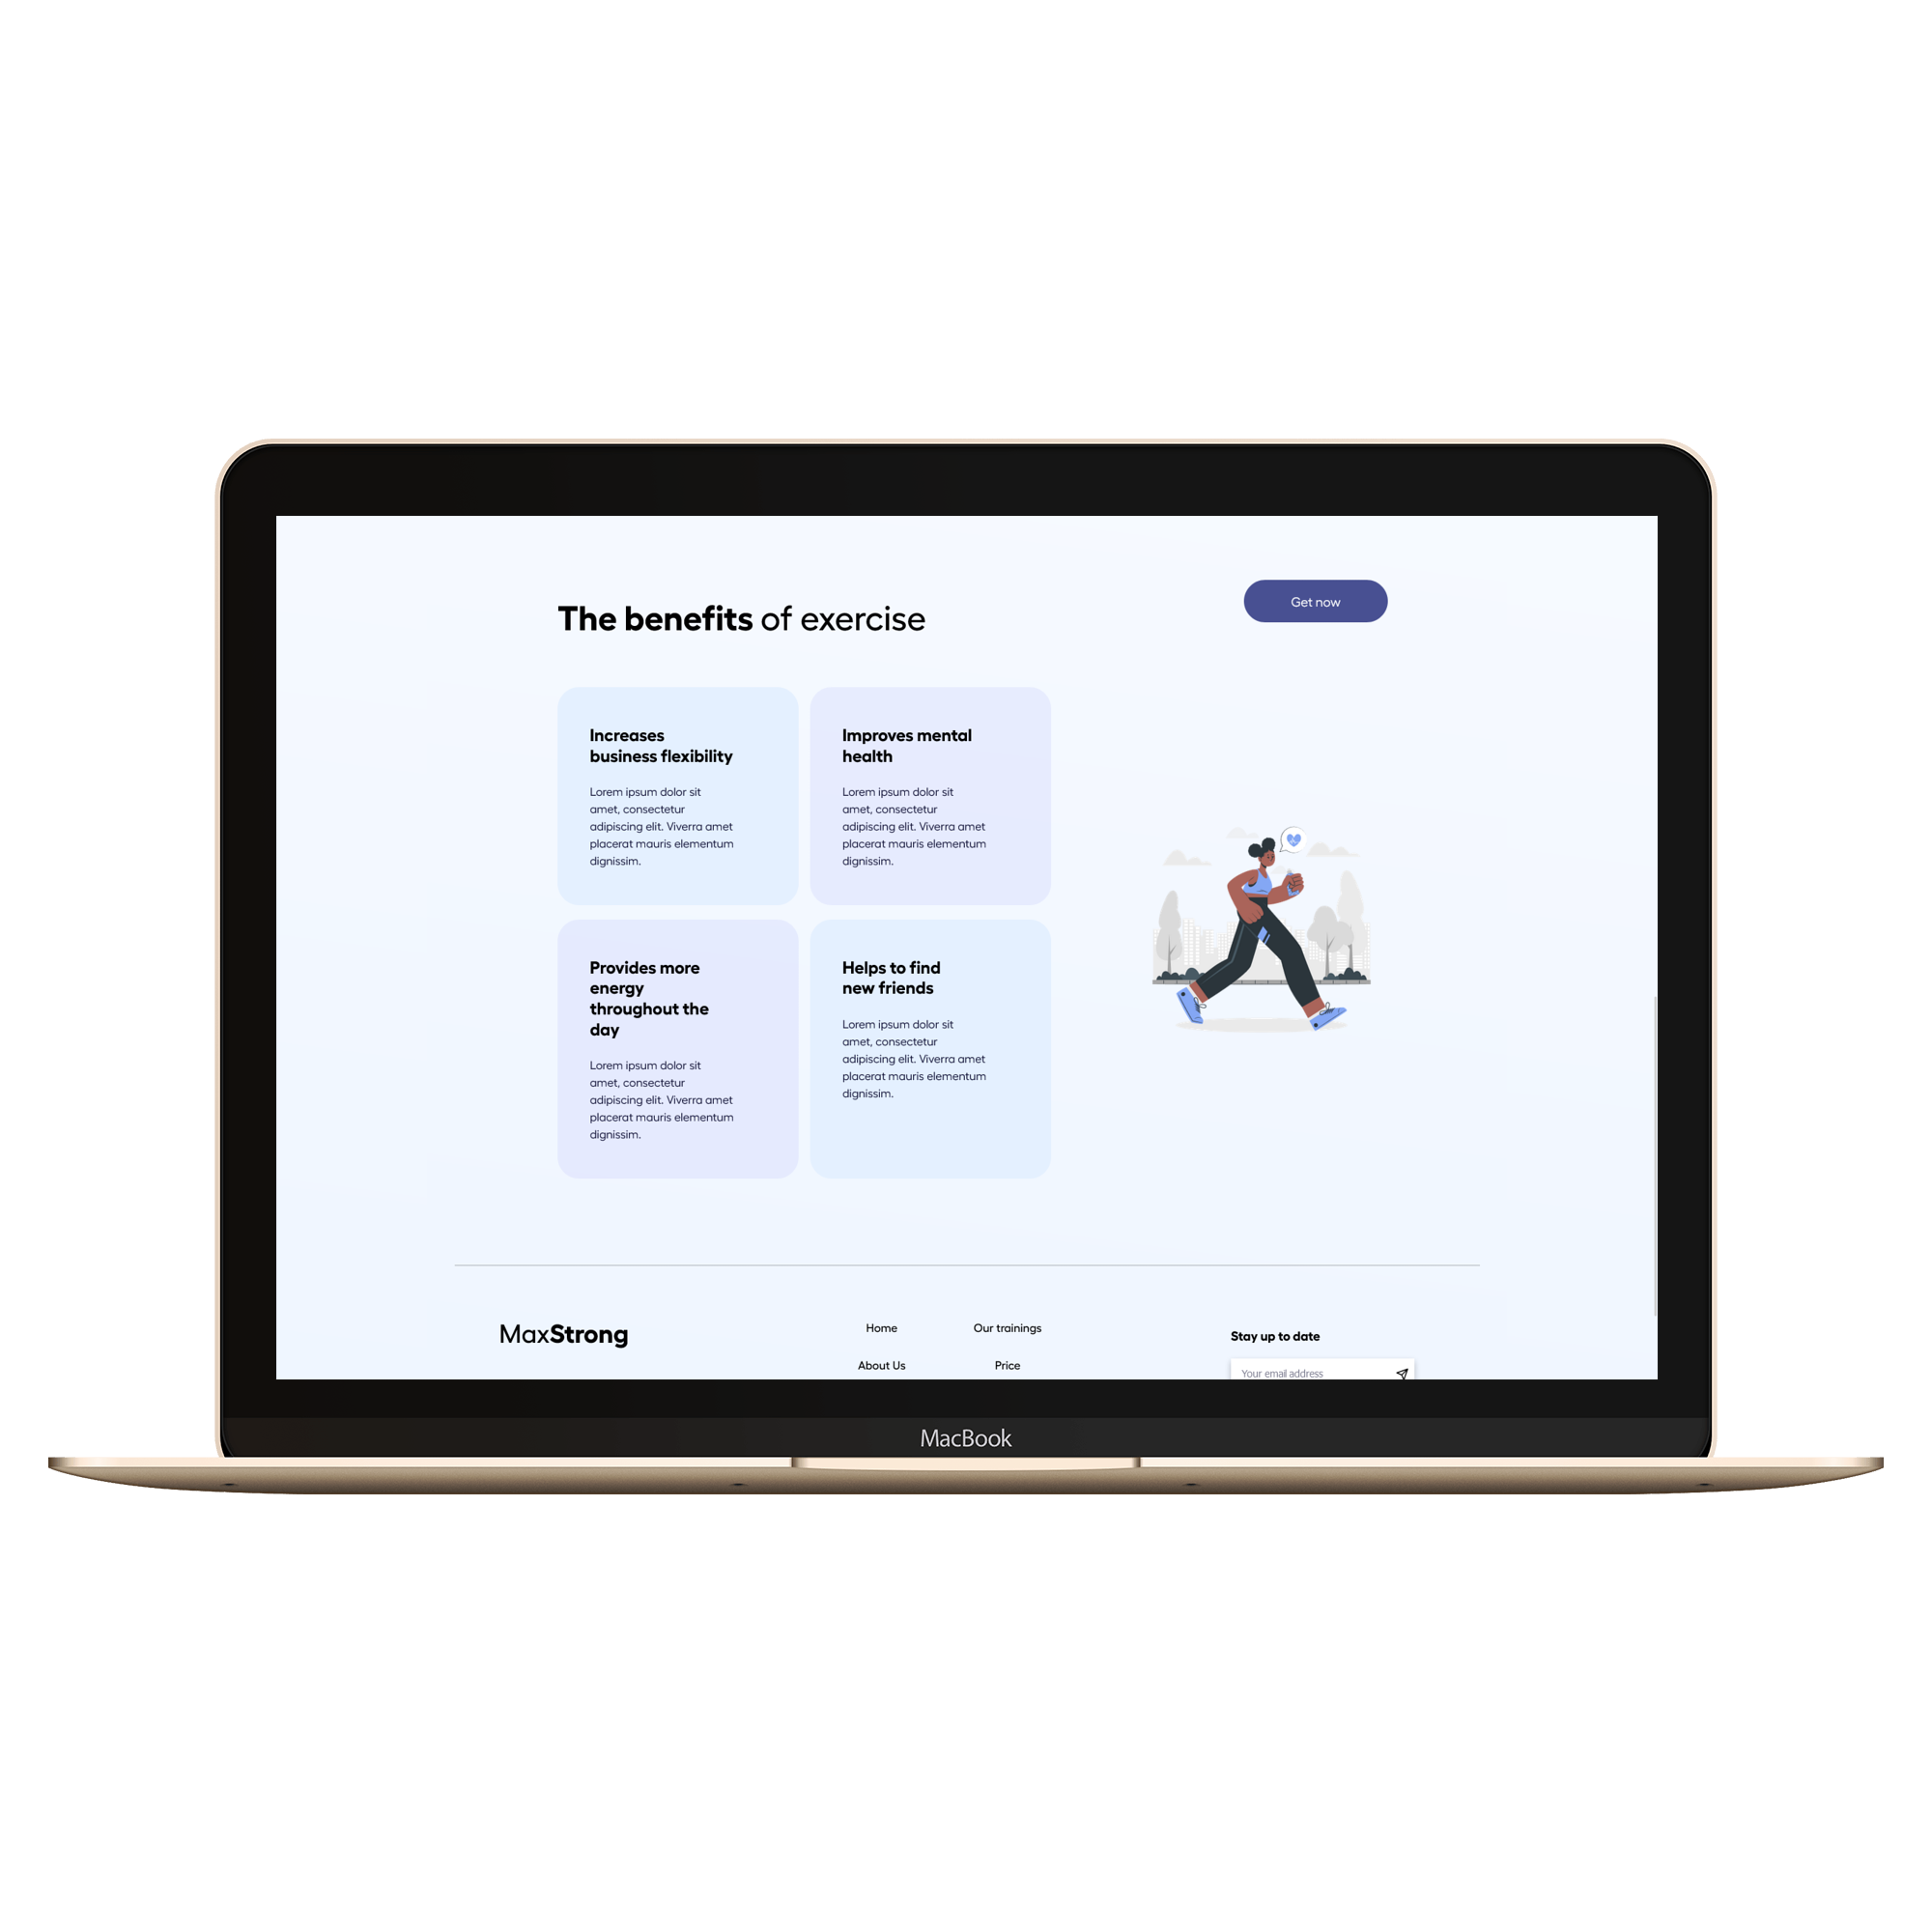 The benefits of exercise
Get now
Increases
business flexibility
Lorem ipsum dolor sit
amet, consectetur
adipiscing elit. Viverra amet
placerat mauris elementum
dignissim.
Improves mental
health
Lorem ipsum dolor sit
amet, consectetur
adipiscing elit. Viverra amet
placerat mauris elementum
dignissim.
Provides more
energy
throughout the
day
Lorem ipsum dolor sit
amet, consectetur
adipiscing elit. Viverra amet
placerat mauris elementum
dignissim.
Helps to find
new friends
Lorem ipsum dolor sit
amet, consectetur
adipiscing elit. Viverra amet
placerat mauris elementum
dignissim.
MaxStrong
Home
Our trainings
About Us
Price
Stay up to date
Your email address
MacBook